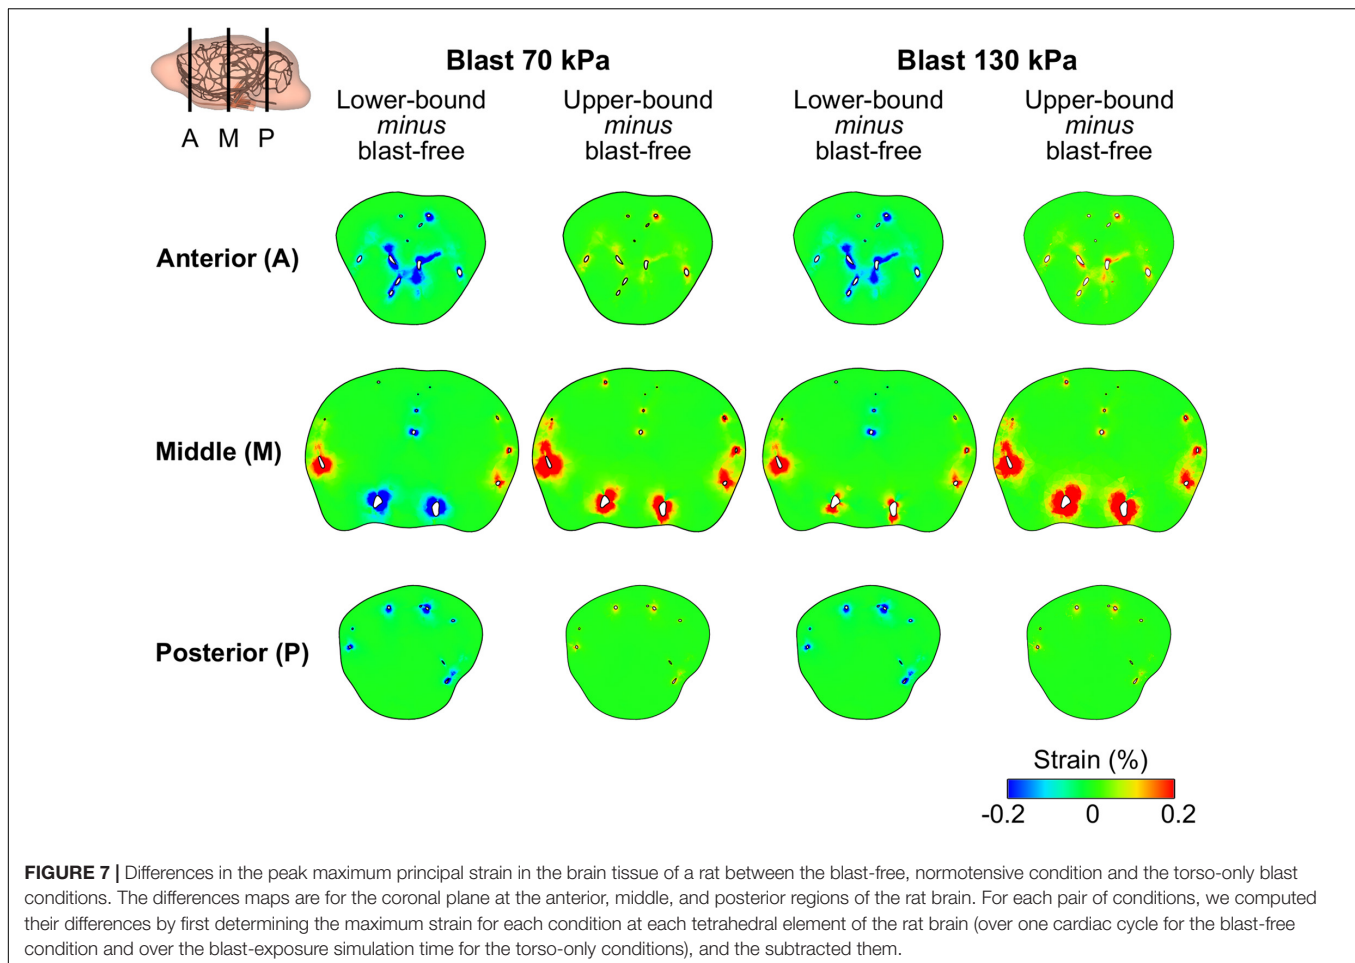 Blast 70 kPa
Blast 130 kPa
A M P
Lower-bound
minus
blast-free
Upper-bound
minus
blast-free
Lower-bound
minus
blast-free
Upper-bound
minus
blast-free
Anterior (A)
Middle (M)
Posterior (P)
Strain (%)
-0.2 0 0.2
FIGURE 7 | Differences in the peak maximum principal strain in the brain tissue of a rat between the blast-free, normotensive condition and the torso-only blast
conditions. The differences maps are for the coronal plane at the anterior, middle, and posterior regions of the rat brain. For each pair of conditions, we computed
their differences by first determining the maximum strain for each condition at each tetrahedral element of the rat brain (over one cardiac cycle for the blast-free
condition and over the blast-exposure simulation time for the torso-only conditions), and the subtracted them.